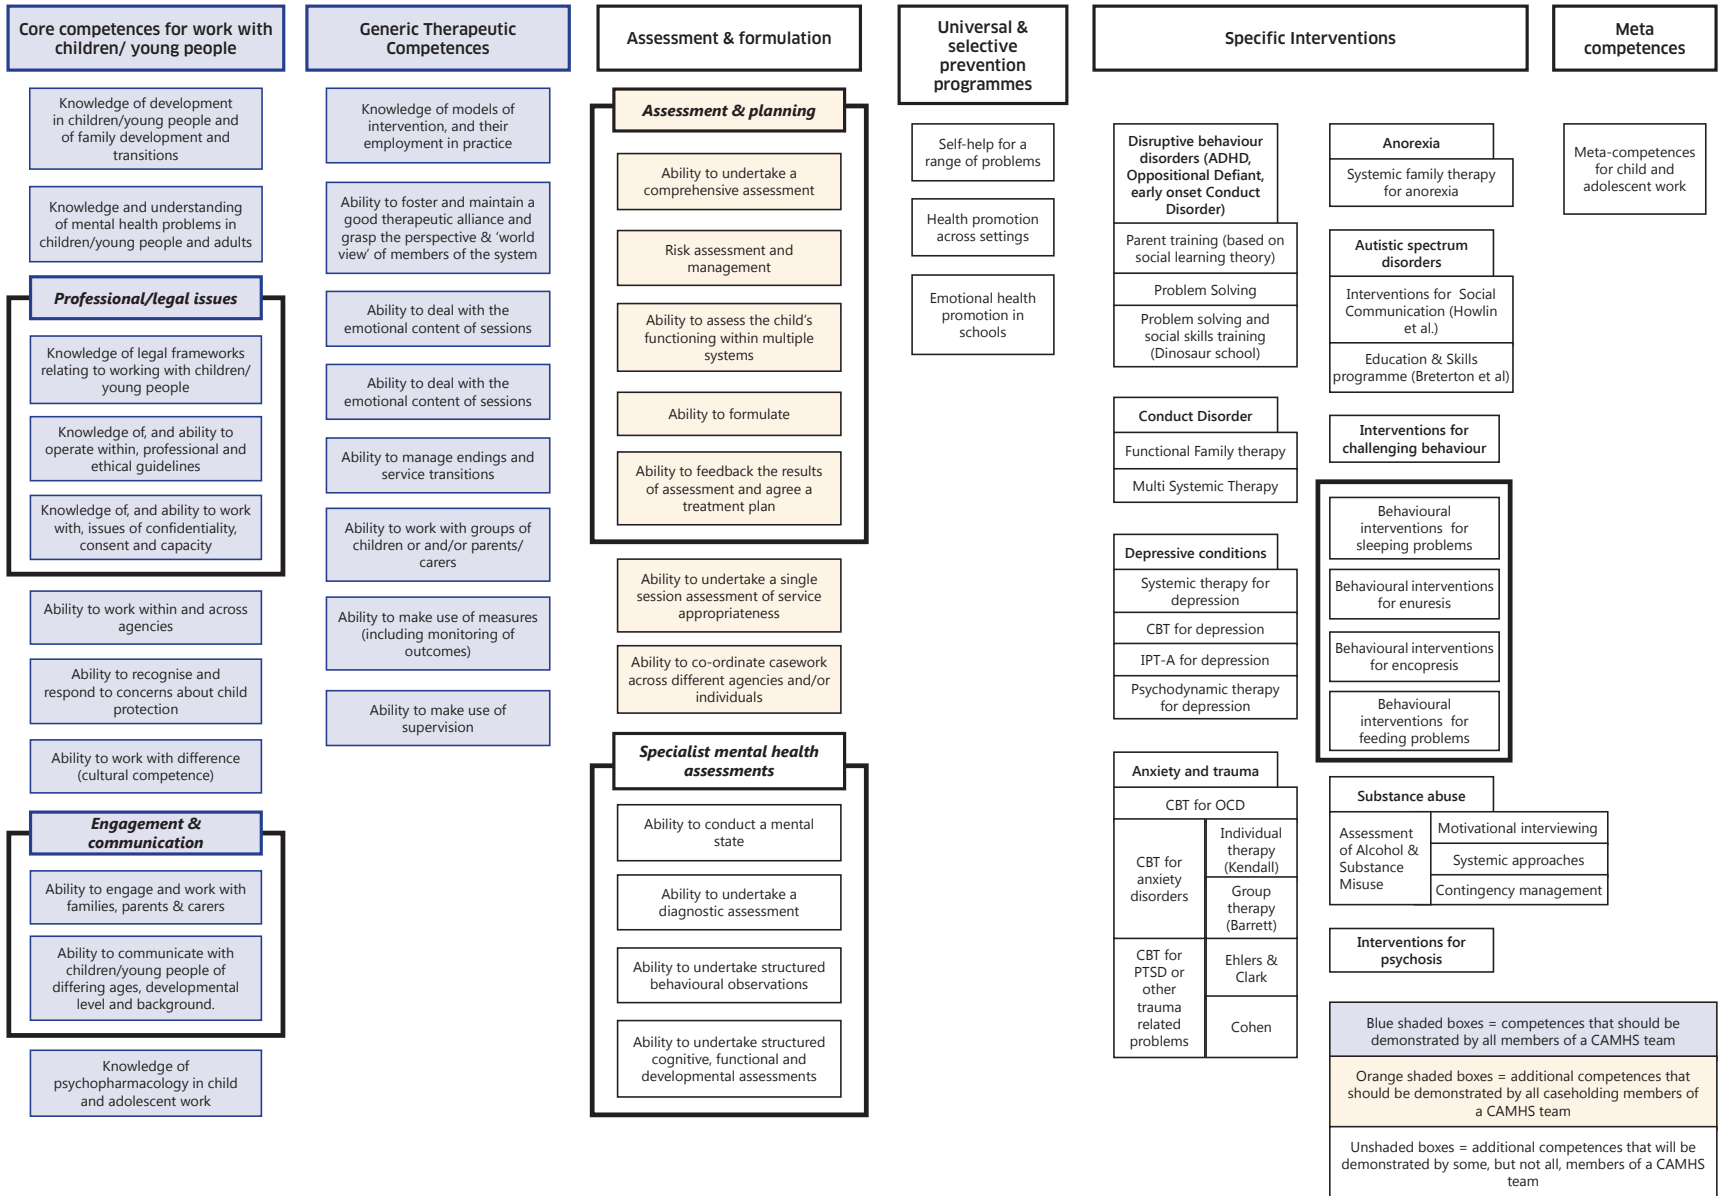 Core competences for work with
children/ young people
Knowledge of development
in children/young people and
of family development and
transitions
Knowledge and understanding
of mental health problems in
children/young people and adults
Professional/legal issues
Knowledge of legal frameworks
relating to working with children/
young people
Knowledge of, and ability to
operate within, professional and
ethical guidelines
Knowledge of, and ability to work
with, issues of confidentiality,
consent and capacity
Ability to work within and across
agencies
Ability to recognise and
respond to concerns about child
protection
Ability to work with difference
(cultural competence)
Engagement &
communication
Ability to engage and work with
families, parents & carers
Ability to communicate with
children/young people of
differing ages, developmental
level and background.
Knowledge of
psychopharmacology in child
and adolescent work
Generic Therapeutic
Competences
Knowledge of models of
intervention, and their
employment in practice
Ability to foster and maintain a
good therapeutic alliance and
grasp the perspective & ‘world
view’ of members of the system
Ability to deal with the
emotional content of sessions
Ability to deal with the
emotional content of sessions
Ability to manage endings and
service transitions
Ability to work with groups of
children or and/or parents/
carers
Ability to make use of measures
(including monitoring of
outcomes)
Ability to make use of
supervision
Assessment & formulation
Assessment & planning
Ability to undertake a
comprehensive assessment
Risk assessment and
management
Ability to assess the child’s
functioning within multiple
systems
Ability to formulate
Ability to feedback the results
of assessment and agree a
treatment plan
Ability to undertake a single
session assessment of service
appropriateness
Ability to co-ordinate casework
across different agencies and/or
individuals
Specialist mental health
assessments
Ability to conduct a mental
state
Ability to undertake a
diagnostic assessment
Ability to undertake structured
behavioural observations
Ability to undertake structured
cognitive, functional and
developmental assessments
Universal &
selective
prevention
programmes
Self-help for a
range of problems
Health promotion
across settings
Emotional health
promotion in
schools
Specific Interventions
Disruptive behaviour
disorders (ADHD,
Oppositional Defiant,
early onset Conduct
Disorder)
Parent training (based on
social learning theory)
Problem Solving
Problem solving and
social skills training
(Dinosaur school)
Conduct Disorder
Functional Family therapy
Multi Systemic Therapy
Depressive conditions
Systemic therapy for
depression
CBT for depression
IPT-A for depression
Psychodynamic therapy
for depression
Anxiety and trauma
CBT for OCD
CBT for
anxiety
disorders
Individual
therapy
(Kendall)
Group
therapy
(Barrett)
CBT for
PTSD or
other
trauma
related
problems
Ehlers &
Clark
Cohen
Anorexia
Systemic family therapy
for anorexia
Autistic spectrum
disorders
Interventions for Social
Communication (Howlin
et al.)
Education & Skills
programme (Breterton et al)
Interventions for
challenging behaviour
Behavioural
interventions for
sleeping problems
Behavioural interventions
for enuresis
Behavioural interventions
for encopresis
Behavioural
interventions for
feeding problems
Substance abuse
Assessment
of Alcohol &
Substance
Misuse
Motivational interviewing
Systemic approaches
Contingency management
Interventions for
psychosis
Meta
competences
Meta-competences
for child and
adolescent work
Blue shaded boxes = competences that should be
demonstrated by all members of a CAMHS team
Orange shaded boxes = additional competences that
should be demonstrated by all caseholding members of
a CAMHS team
Unshaded boxes = additional competences that will be
demonstrated by some, but not all, members of a CAMHS
team